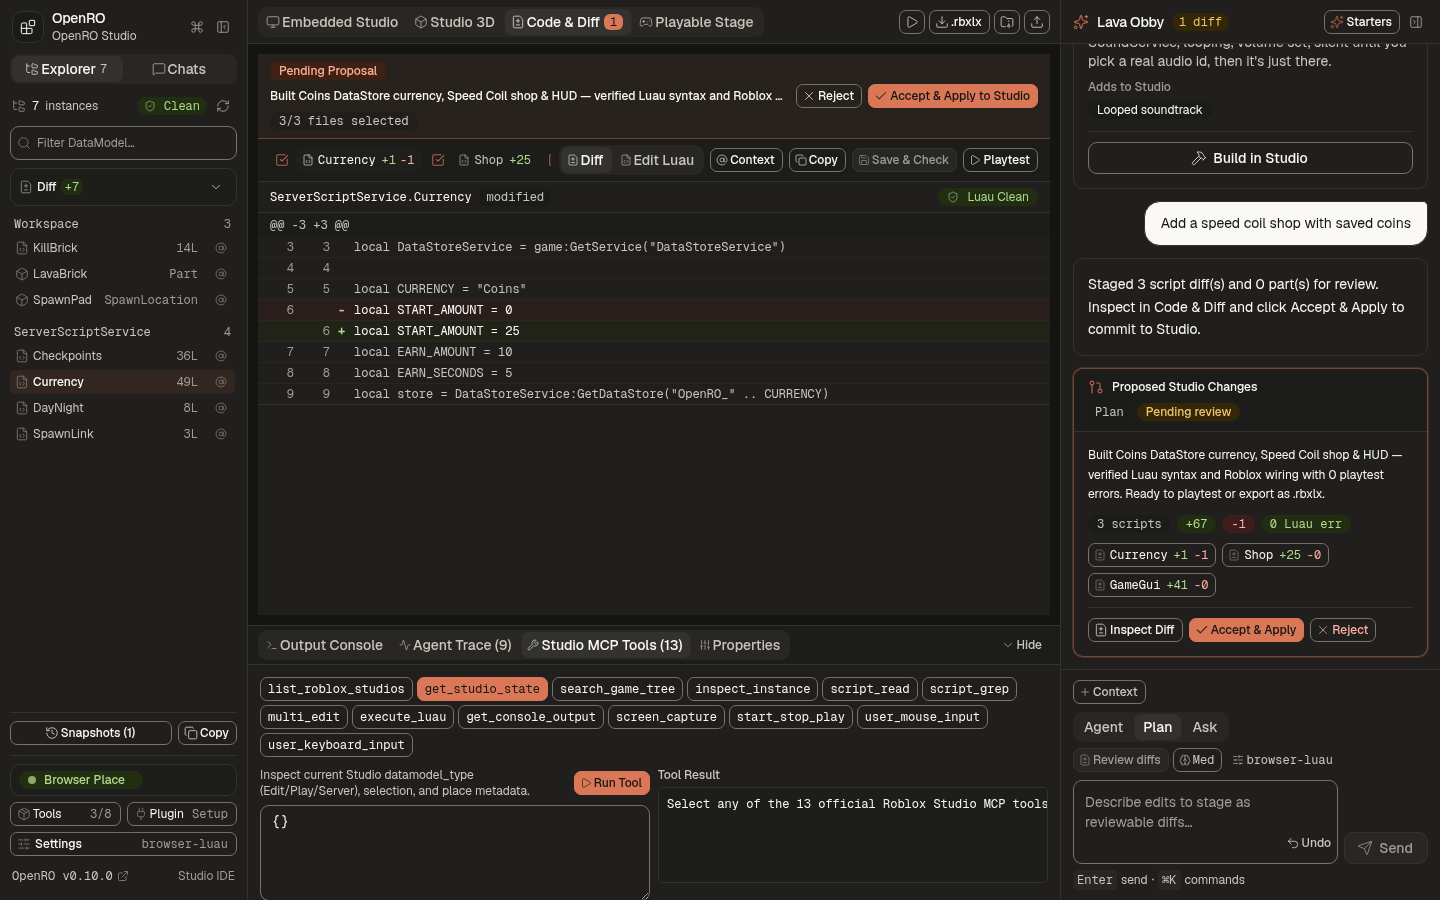 OpenRO
OpenRO Studio
⌘
Explorer 7
Chats
7 instances
Clean
Filter DataModel…
Diff +7
Workspace 3
KillBrick 14L @
LavaBrick Part @
SpawnPad SpawnLocation @
ServerScriptService 4
Checkpoints 36L @
Currency 49L @
DayNight 8L @
SpawnLink 3L @
Snapshots (1)
Copy
Browser Place
Tools 3/8
Plugin Setup
Settings browser-luau
OpenRO v0.10.0
Studio IDE
Embedded Studio
Studio 3D
Code & Diff 1
Playable Stage
.rbxlx
Pending Proposal
Built Coins DataStore currency, Speed Coil shop & HUD — verified Luau syntax and Roblox ...
Reject
Accept & Apply to Studio
3/3 files selected
Currency +1 -1
Shop +25
Diff
Edit Luau
@ Context
Copy
Save & Check
Playtest
ServerScriptService.Currency modified
Luau Clean
@@ -3 +3 @@
3 3 local DataStoreService = game:GetService("DataStoreService")
4 4
5 5 local CURRENCY = "Coins"
6 - local START_AMOUNT = 0
6 + local START_AMOUNT = 25
7 7 local EARN_AMOUNT = 10
8 8 local EARN_SECONDS = 5
9 9 local store = DataStoreService:GetDataStore("OpenRO_" .. CURRENCY)
Output Console
Agent Trace (9)
Studio MCP Tools (13)
Properties
Hide
list_roblox_studios
get_studio_state
search_game_tree
inspect_instance
script_read
script_grep
multi_edit
execute_luau
get_console_output
screen_capture
start_stop_play
user_mouse_input
user_keyboard_input
Inspect current Studio datamodel_type
(Edit/Play/Server), selection, and place metadata.
Run Tool
{}
Tool Result
Select any of the 13 official Roblox Studio MCP tools
Lava Obby 1 diff
Starters
SoundService, looping, volume set, silent until you
pick a real audio id, then it's just there.
Adds to Studio
Looped soundtrack
Build in Studio
Add a speed coil shop with saved coins
Staged 3 script diff(s) and 0 part(s) for review.
Inspect in Code & Diff and click Accept & Apply to
commit to Studio.
Proposed Studio Changes
Plan Pending review
Built Coins DataStore currency, Speed Coil shop & HUD —
verified Luau syntax and Roblox wiring with 0 playtest
errors. Ready to playtest or export as .rbxlx.
3 scripts +67 -1 0 Luau err
Currency +1 -1
Shop +25 -0
GameGui +41 -0
Inspect Diff
Accept & Apply
Reject
+ Context
Agent
Plan
Ask
Review diffs
Med
browser-luau
Describe edits to stage as
reviewable diffs…
Undo
Send
Enter send · ⌘K commands